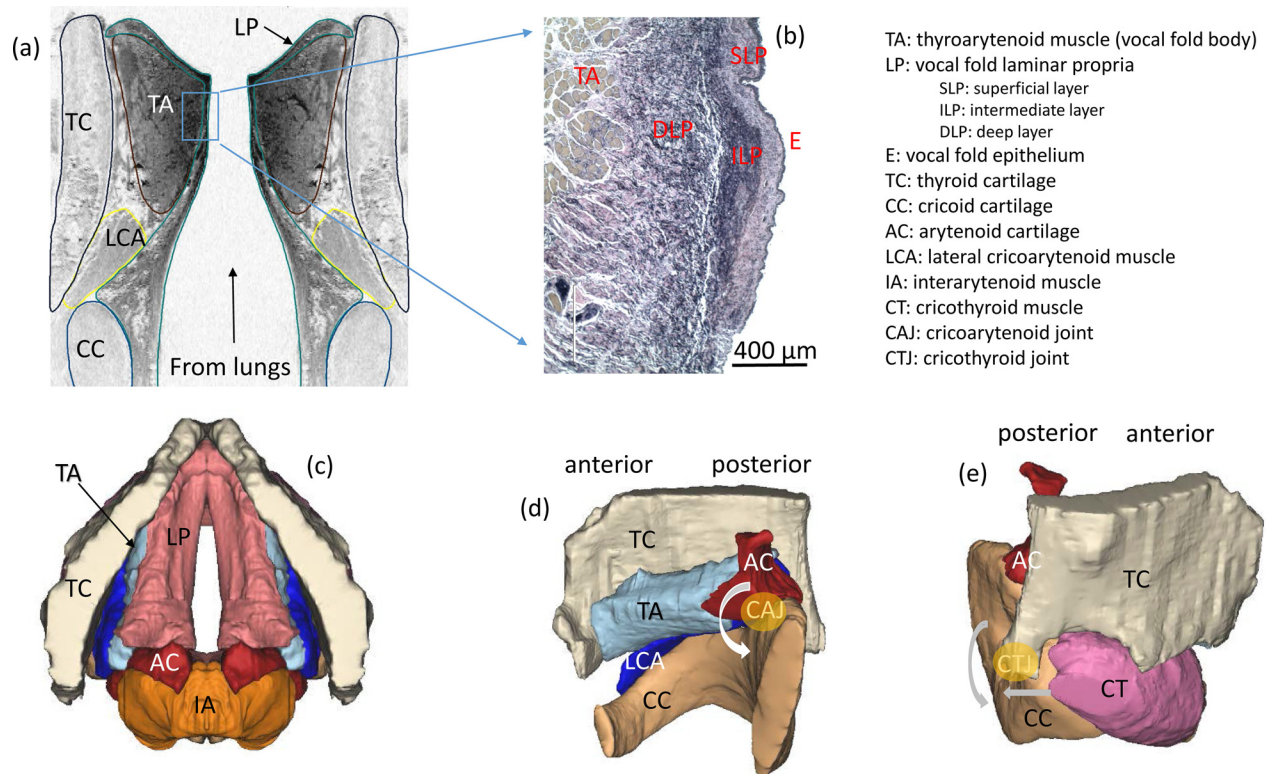 (a)
LP
TA
TC
LCA
CC
From lungs
(b)
SLP
TA
DLP
ILP
E
400 µm
TA: thyroarytenoid muscle (vocal fold body)
LP: vocal fold laminar propria
SLP: superficial layer
ILP: intermediate layer
DLP: deep layer
E: vocal fold epithelium
TC: thyroid cartilage
CC: cricoid cartilage
AC: arytenoid cartilage
LCA: lateral cricoarytenoid muscle
IA: interarytenoid muscle
CT: cricothyroid muscle
CAJ: cricoarytenoid joint
CTJ: cricothyroid joint
(c)
TA
LP
TC
AC
IA
anterior posterior
(d)
TC
AC
TA
CAJ
LCA
CC
posterior anterior
(e)
AC
TC
CTJ
CT
CC